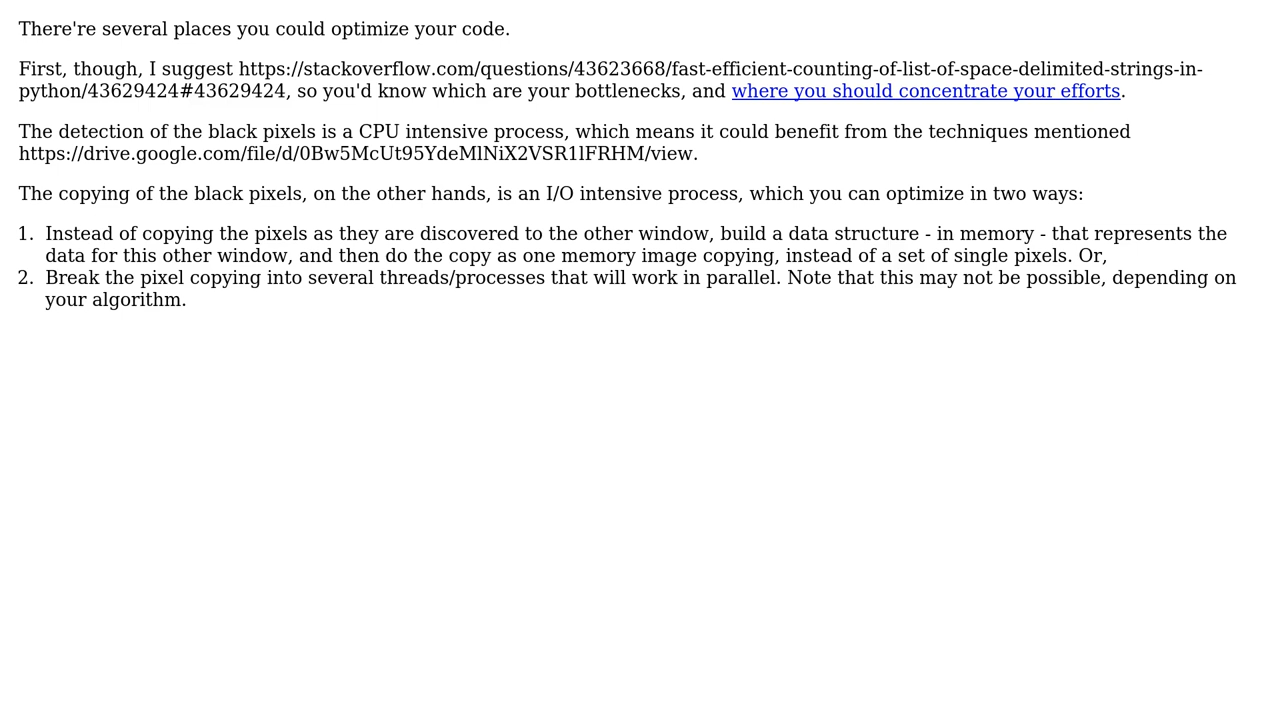 There're several places you could optimize your code.
First, though, I suggest https://stackoverflow.com/questions/43623668/fast-efficient-counting-of-list-of-space-delimited-strings-in-
python/43629424#43629424, so you'd know which are your bottlenecks, and where you should concentrate your efforts.
The detection of the black pixels is a CPU intensive process, which means it could benefit from the techniques mentioned
https://drive.google.com/file/d/0Bw5McUt95YdeMlNiX2VSR1lFRHM/view.
The copying of the black pixels, on the other hands, is an I/O intensive process, which you can optimize in two ways:
1. Instead of copying the pixels as they are discovered to the other window, build a data structure - in memory - that represents the
data for this other window, and then do the copy as one memory image copying, instead of a set of single pixels. Or,
2. Break the pixel copying into several threads/processes that will work in parallel. Note that this may not be possible, depending on
your algorithm.